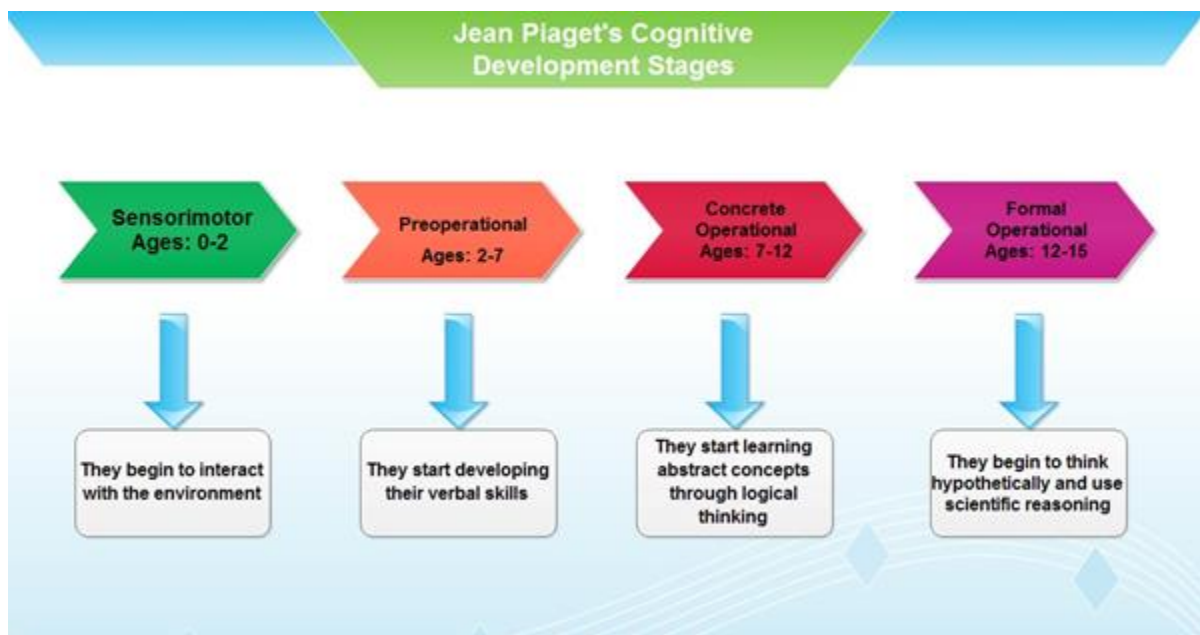 Jean Piaget's Cognitive
Development Stages
Sensorimotor
Ages: 0-2
Preoperational
Ages: 2-7
Concrete
Operational
Ages: 7-12
Formal
Operational
Ages: 12-15
They begin to interact
with the environment
They start developing
their verbal skills
They start learning
abstract concepts
through logical
thinking
They begin to think
hypothetically and use
scientific reasoning